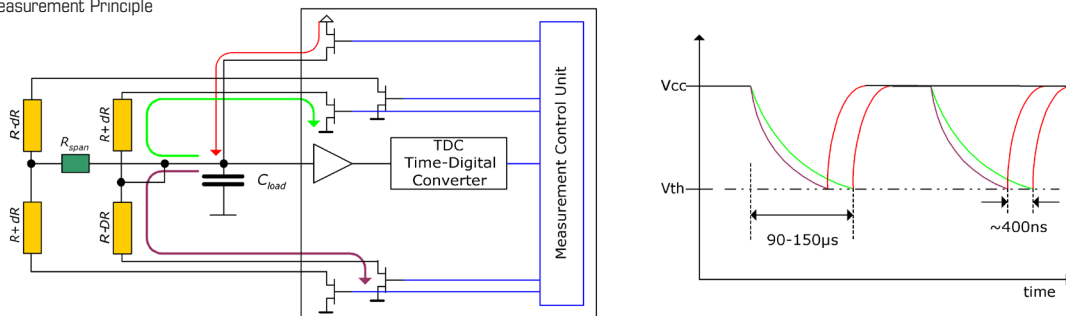 easurement Principle
R-dR
R+dR
Rspan
R+dR
R-DR
Cload
TDC
Time-Digital
Converter
Measurement Control Unit
Vcc
Vth
90-150µs
~400ns
time